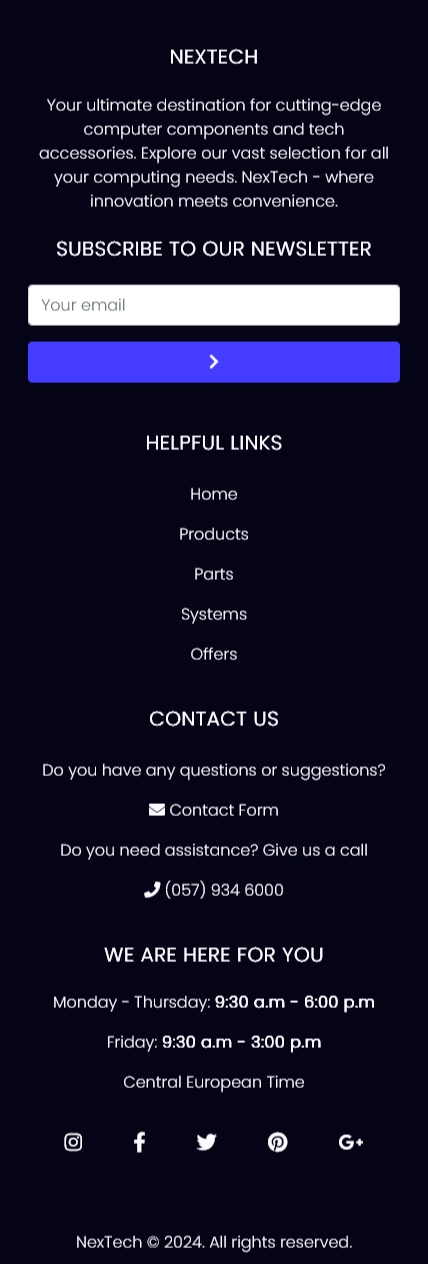 NEXTECH
Your ultimate destination for cutting-edge
computer components and tech
accessories. Explore our vast selection for all
your computing needs. NexTech - where
innovation meets convenience.
SUBSCRIBE TO OUR NEWSLETTER
Your email
HELPFUL LINKS
Home
Products
Parts
Systems
Offers
CONTACT US
Do you have any questions or suggestions?
Contact Form
Do you need assistance? Give us a call
(057) 934 6000
WE ARE HERE FOR YOU
Monday - Thursday: 9:30 a.m - 6:00 p.m
Friday: 9:30 a.m - 3:00 p.m
Central European Time
NexTech © 2024. All rights reserved.